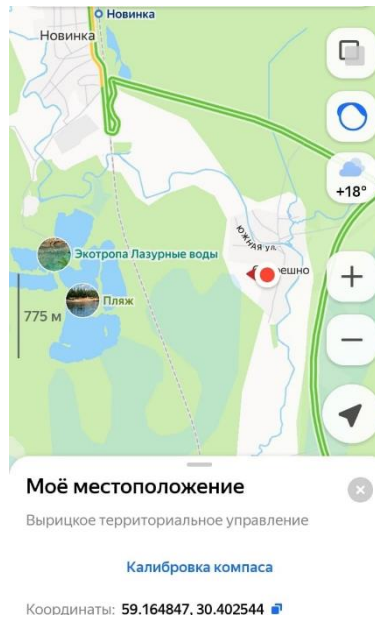 Новинка
Новинка
+18°
Южная ул.
Экотропа Лазурные воды
Пляж
775 м
Моё местоположение
Вырицкое территориальное управление
Калибровка компаса
Координаты: 59.164847, 30.402544